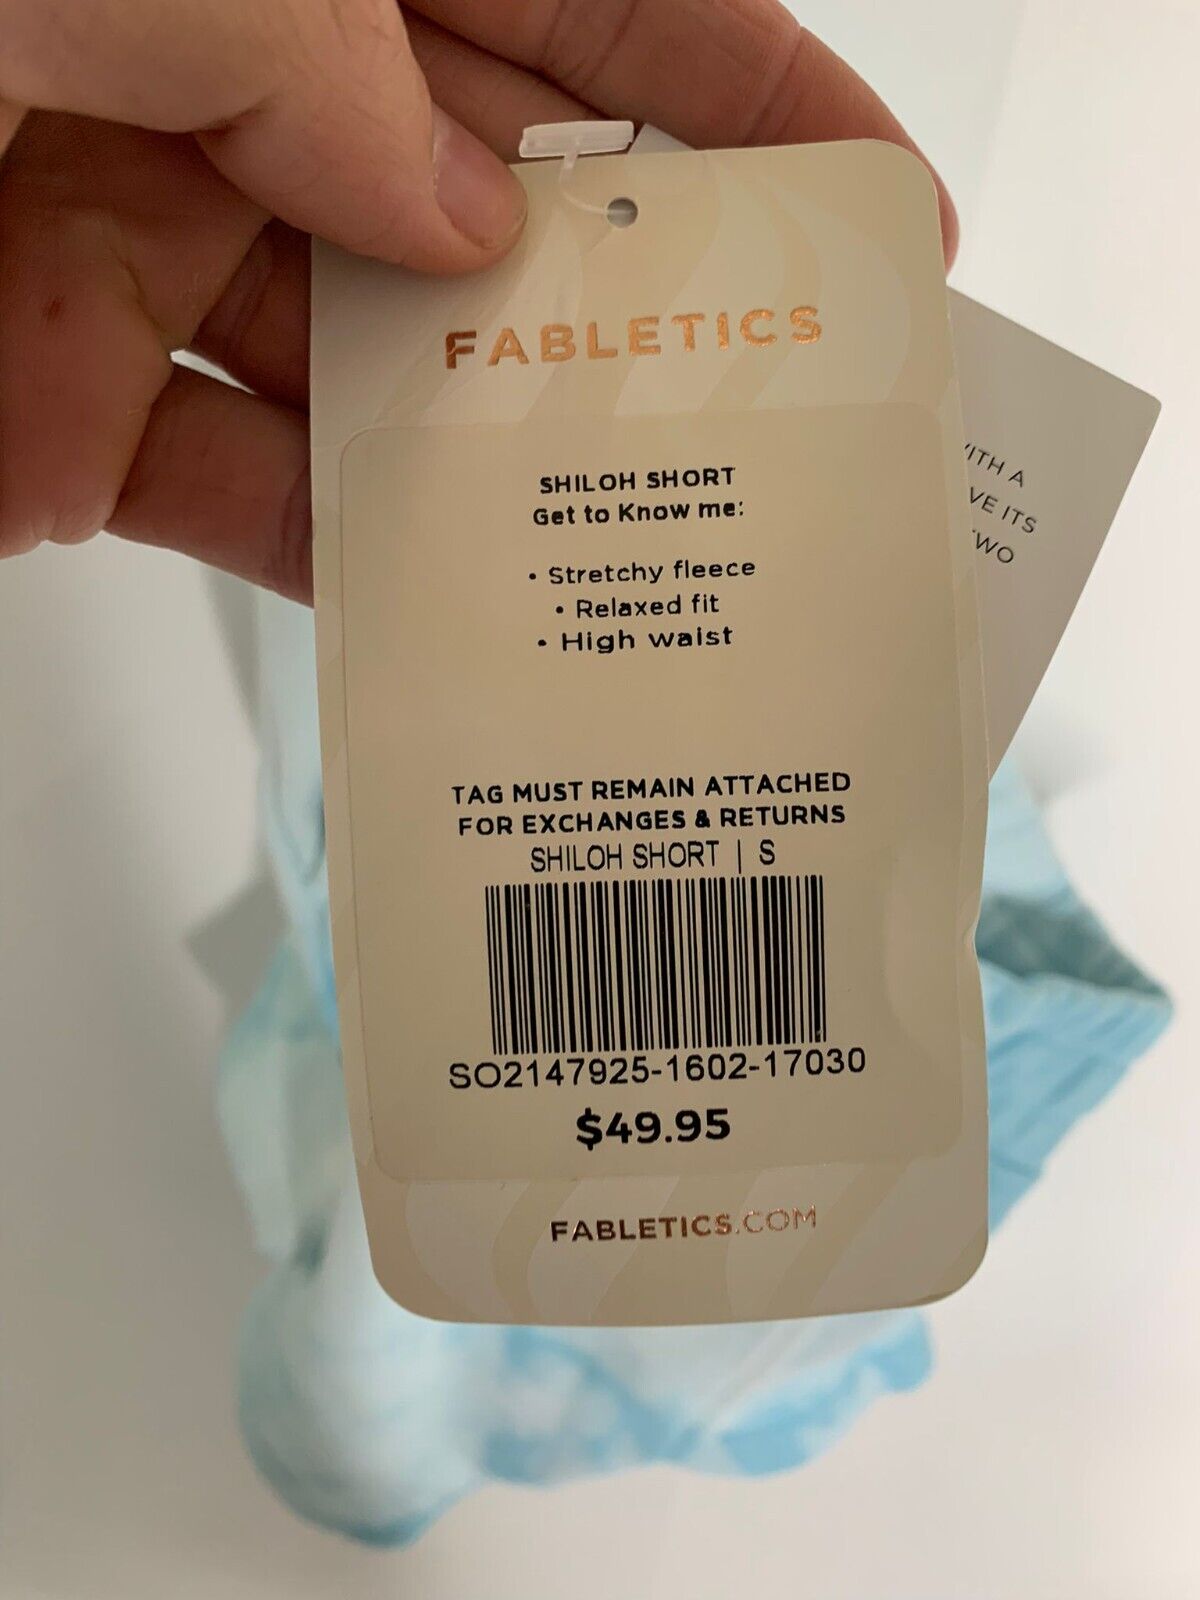 FABLETICS
SHILOH SHORT
Get to Know me:
• Stretchy fleece
• Relaxed fit
• High waist
TAG MUST REMAIN ATTACHED
FOR EXCHANGES & RETURNS
SHILOH SHORT | S
SO2147925-1602-17030
$49.95
FABLETICS.COM
A
ITS